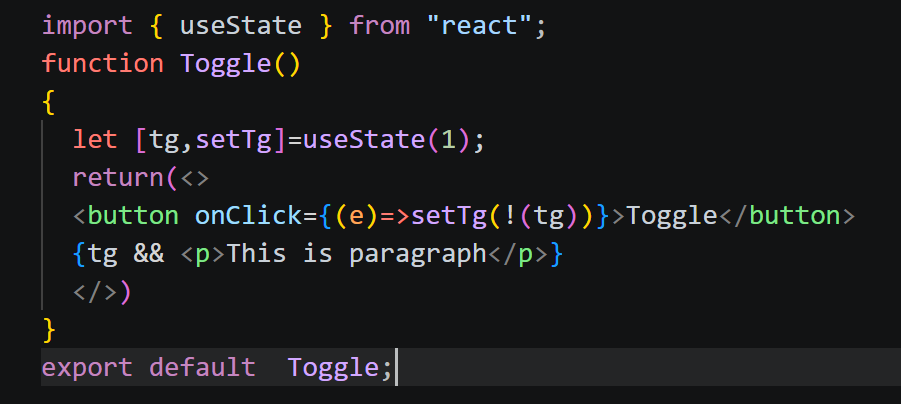 import { useState } from "react";
function Toggle()
{
  let [tg,setTg]=useState(1);
  return(<>
  <button onClick={(e)=>setTg(!(tg))}>Toggle</button>
  {tg && <p>This is paragraph</p>}
  </>)
}
export default  Toggle;